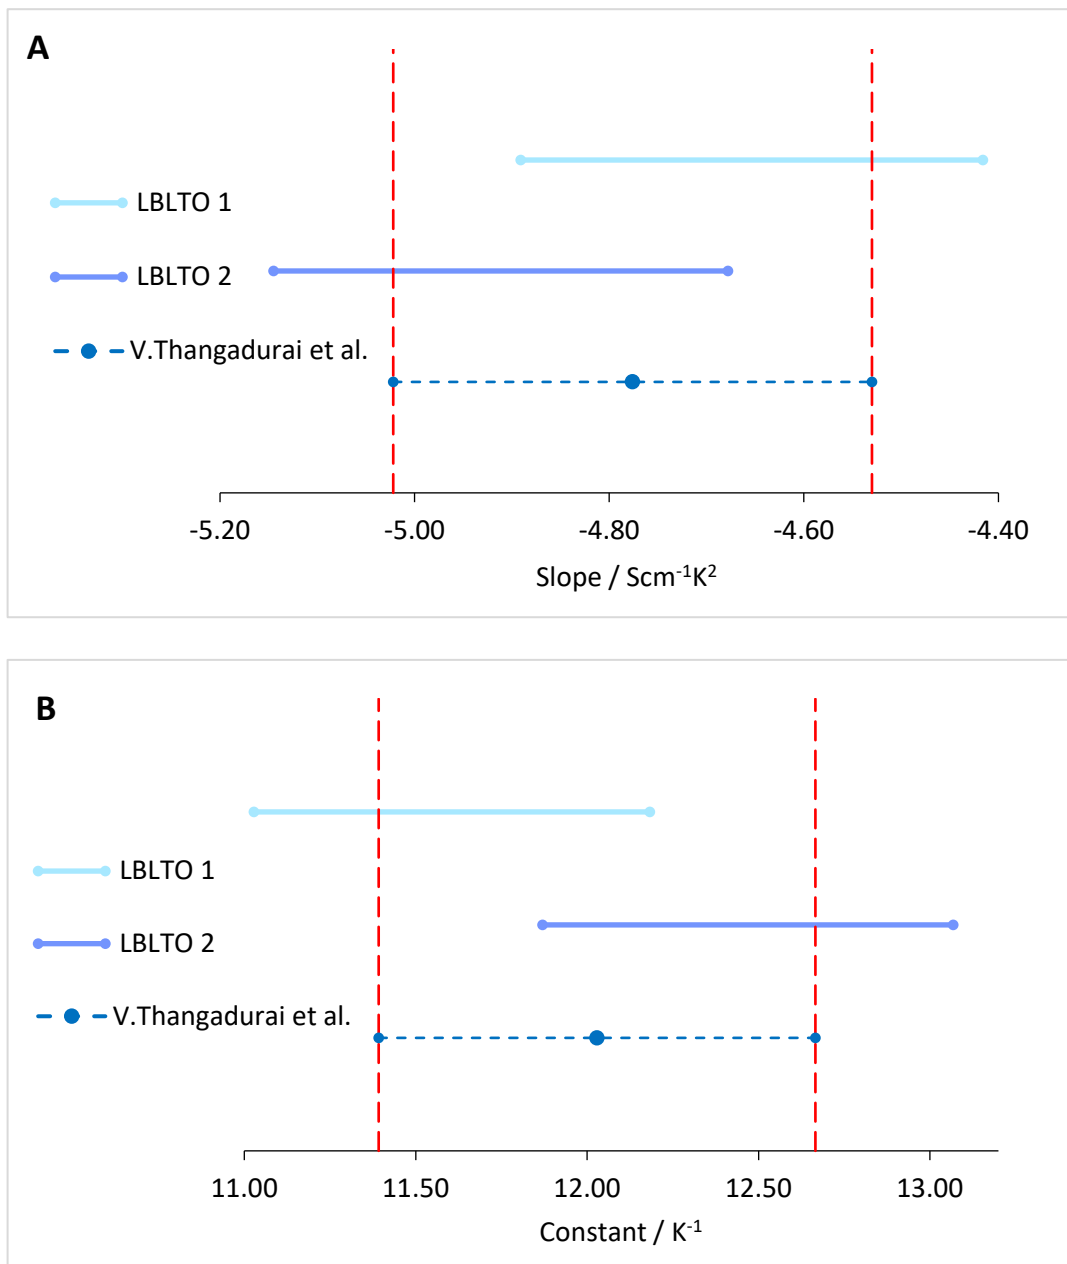 A
LBLTO 1
LBLTO 2
V.Thangadurai et al.
-5.20 -5.00 -4.80 -4.60 -4.40
Slope / Scm⁻¹K²
B
LBLTO 1
LBLTO 2
V.Thangadurai et al.
11.00 11.50 12.00 12.50 13.00
Constant / K⁻¹